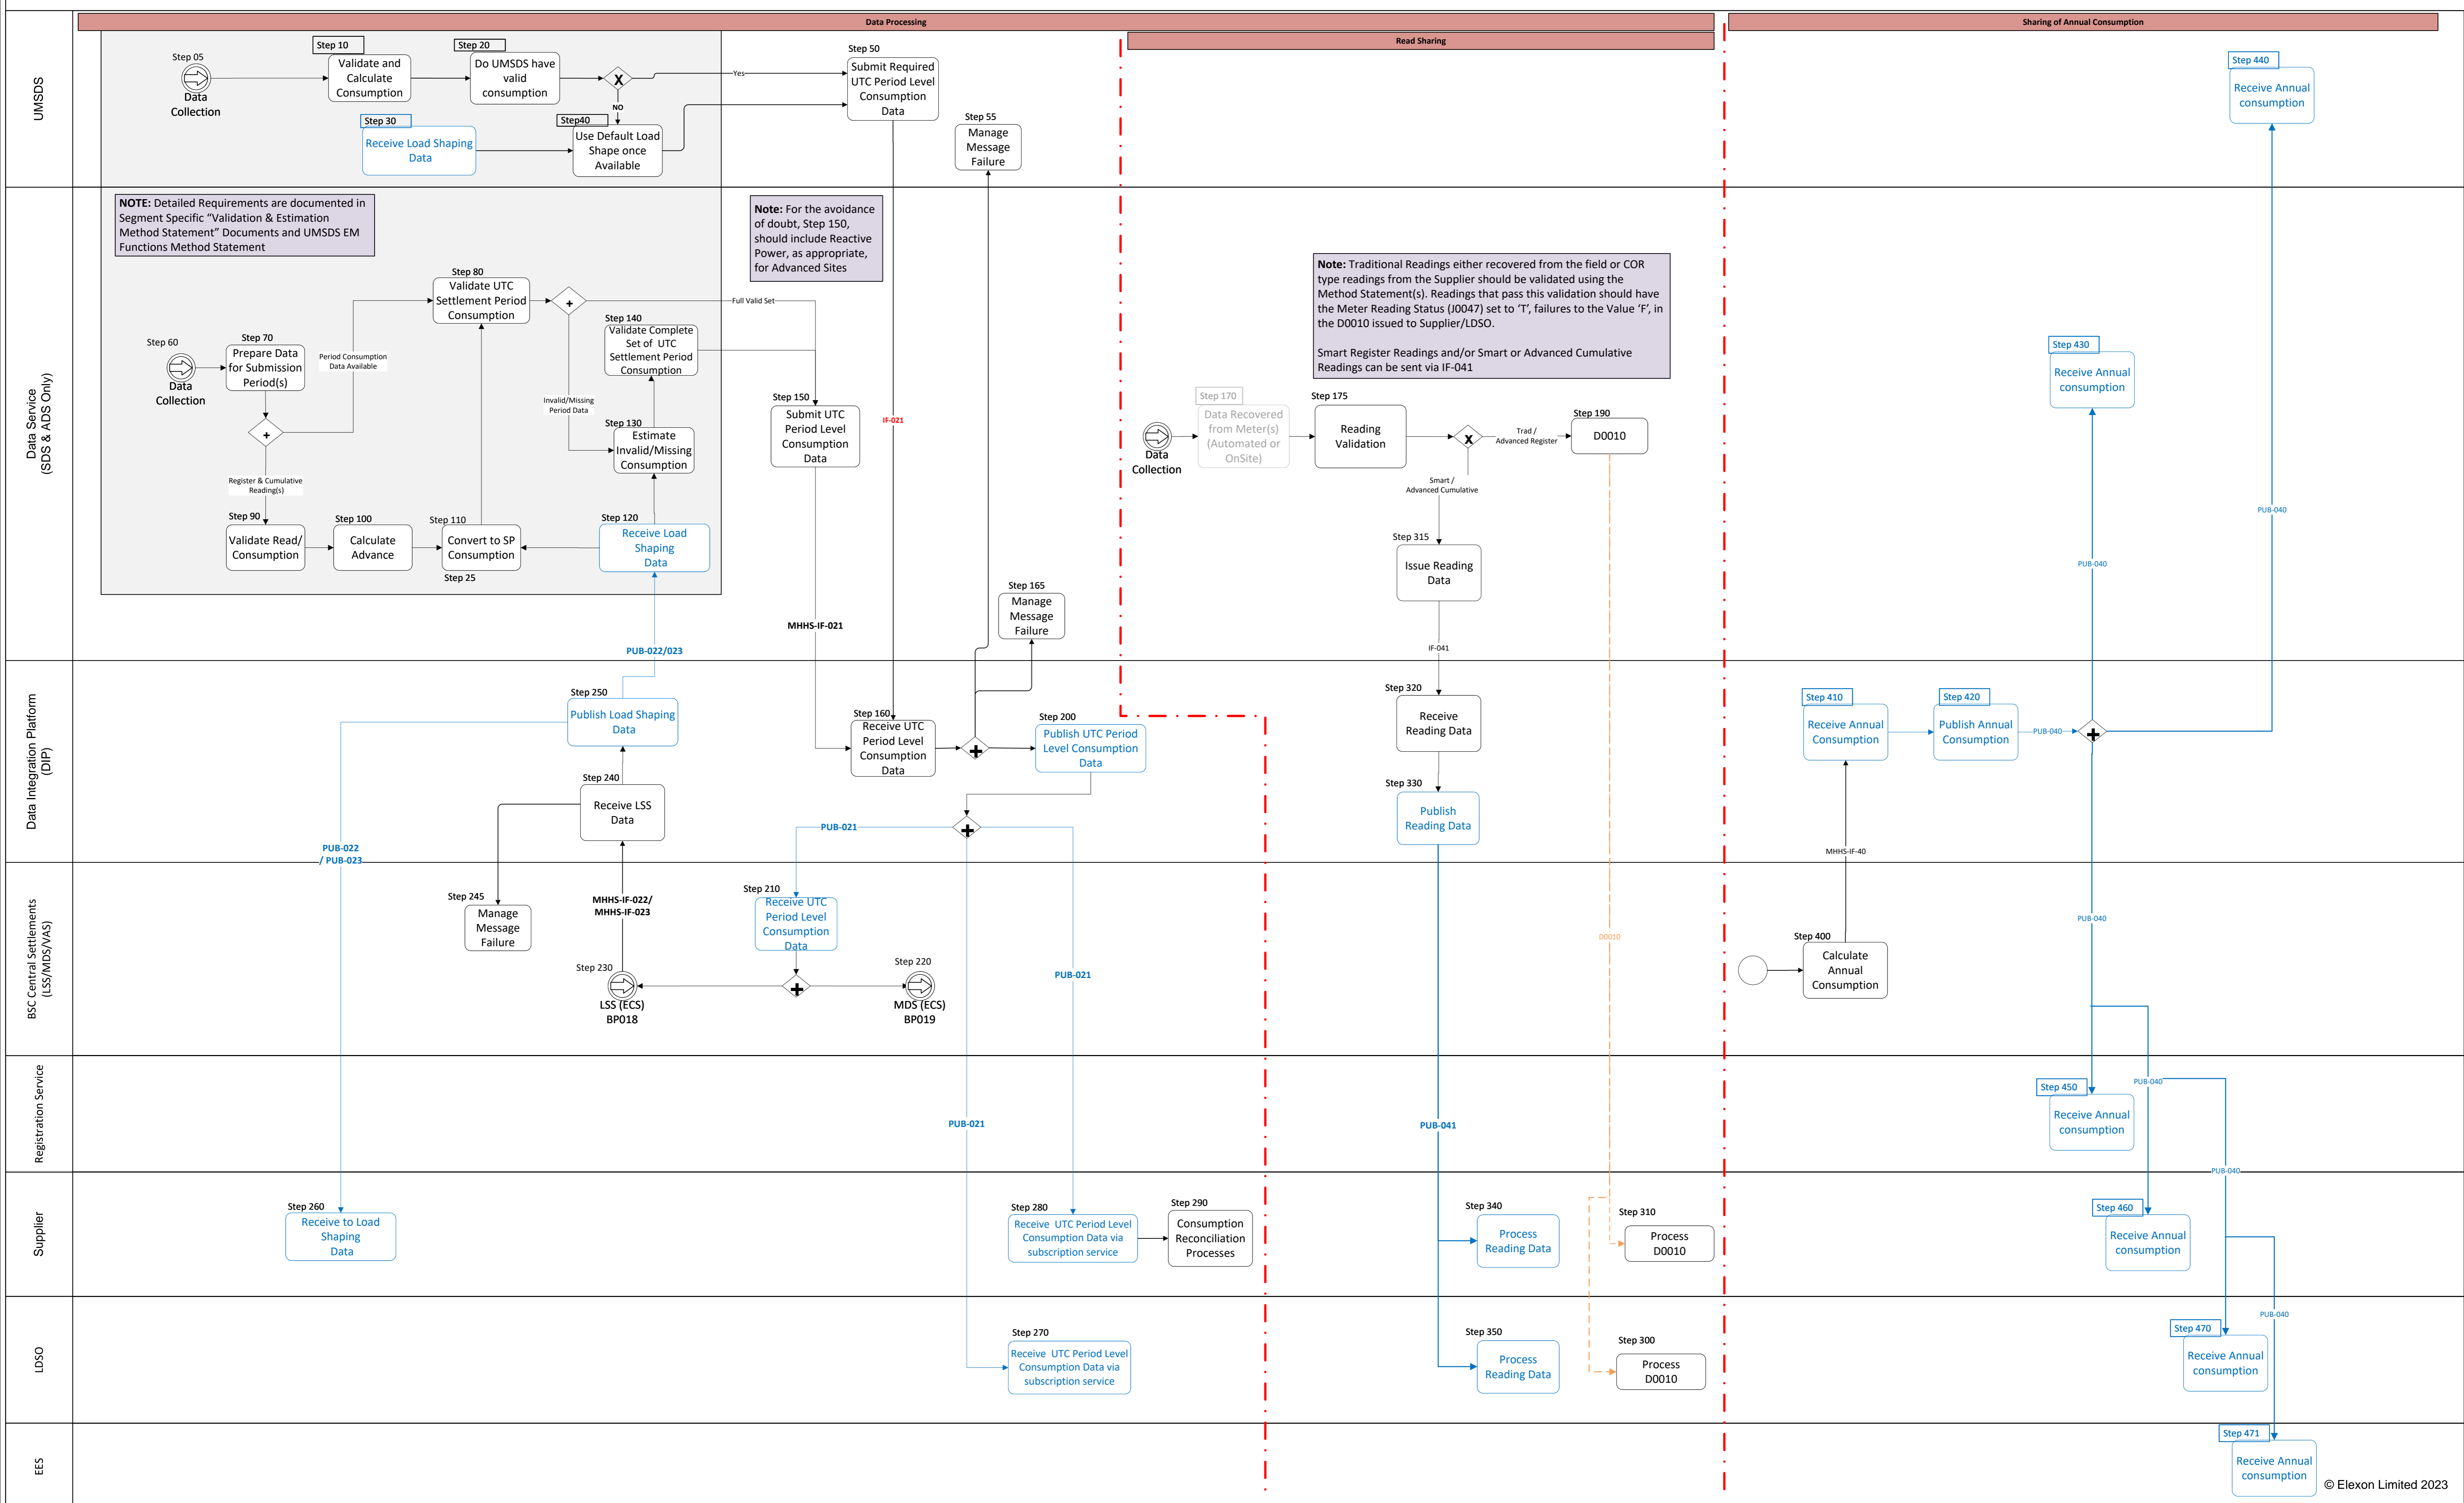 Data Processing
Sharing of Annual Consumption
Read Sharing
UMSDS
Step 05
Data
Collection
Step 10
Validate and
Calculate
Consumption
Step 20
Do UMSDS have
valid
consumption
X
Yes
NO
Step 30
Receive Load Shaping
Data
Step40
Use Default Load
Shape once
Available
Step 50
Submit Required
UTC Period Level
Consumption
Data
Step 55
Manage
Message
Failure
Step 440
Receive Annual
consumption
Data Service
(SDS & ADS Only)
NOTE: Detailed Requirements are documented in
Segment Specific “Validation & Estimation
Method Statement” Documents and UMSDS EM
Functions Method Statement
Note: For the avoidance
of doubt, Step 150,
should include Reactive
Power, as appropriate,
for Advanced Sites
Step 60
Data
Collection
Step 70
Prepare Data
for Submission
Period(s)
Period Consumption
Data Available
Register & Cumulative
Reading(s)
Step 80
Validate UTC
Settlement Period
Consumption
Full Valid Set
Invalid/Missing
Period Data
Step 140
Validate Complete
Set of UTC
Settlement Period
Consumption
Step 130
Estimate
Invalid/Missing
Consumption
Step 90
Validate Read/
Consumption
Step 100
Calculate
Advance
Step 110
Convert to SP
Consumption
Step 25
Step 120
Receive Load
Shaping
Data
PUB-022/023
Step 150
Submit UTC
Period Level
Consumption
Data
IF-021
MHHS-IF-021
Step 165
Manage
Message
Failure
Note: Traditional Readings either recovered from the field or COR
type readings from the Supplier should be validated using the
Method Statement(s). Readings that pass this validation should have
the Meter Reading Status (J0047) set to ‘T’, failures to the Value ‘F’, in
the D0010 issued to Supplier/LDSO.
Smart Register Readings and/or Smart or Advanced Cumulative
Readings can be sent via IF-041
Data
Collection
Step 170
Data Recovered
from Meter(s)
(Automated or
OnSite)
Step 175
Reading
Validation
X
Trad /
Advanced Register
Step 190
D0010
Smart /
Advanced Cumulative
Step 315
Issue Reading
Data
IF-041
Step 430
Receive Annual
consumption
PUB-040
PUB-040
Data Integration Platform
(DIP)
Step 250
Publish Load Shaping
Data
Step 240
Receive LSS
Data
PUB-022
/ PUB-023
Step 160
Receive UTC
Period Level
Consumption
Data
Step 200
Publish UTC Period
Level Consumption
Data
PUB-021
Step 320
Receive
Reading Data
Step 330
Publish
Reading Data
Step 410
Receive Annual
Consumption
Step 420
Publish Annual
Consumption
PUB-040
MHHS-IF-40
BSC Central Settlements
(LSS/MDS/VAS)
Step 245
Manage
Message
Failure
MHHS-IF-022/
MHHS-IF-023
Step 230
LSS (ECS)
BP018
Step 210
Receive UTC
Period Level
Consumption
Data
Step 220
MDS (ECS)
BP019
PUB-021
D0010
Step 400
Calculate
Annual
Consumption
PUB-040
Registration Service
PUB-021
PUB-041
Step 450
Receive Annual
consumption
PUB-040
PUB-040
Supplier
Step 260
Receive to Load
Shaping
Data
Step 280
Receive UTC Period Level
Consumption Data via
subscription service
Step 290
Consumption
Reconciliation
Processes
Step 340
Process
Reading Data
Step 310
Process
D0010
Step 460
Receive Annual
consumption
LDSO
Step 270
Receive UTC Period Level
Consumption Data via
subscription service
Step 350
Process
Reading Data
Step 300
Process
D0010
PUB-040
Step 470
Receive Annual
consumption
EES
Step 471
Receive Annual
consumption
© Elexon Limited 2023